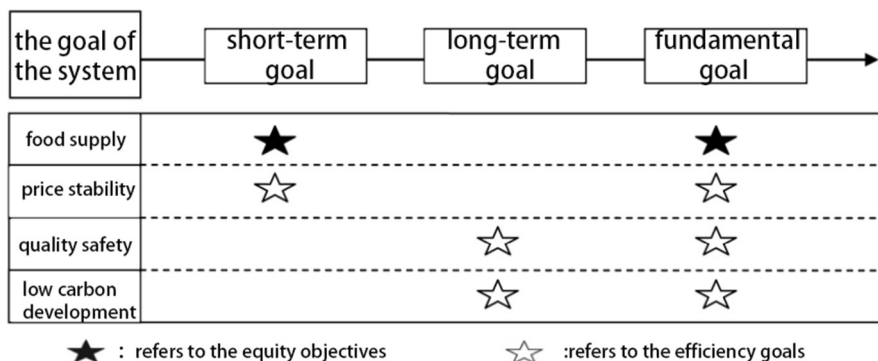 the goal of
the system
short-term
goal
long-term
goal
fundamental
goal
food supply
price stability
quality safety
low carbon
development
: refers to the equity objectives
:refers to the efficiency goals